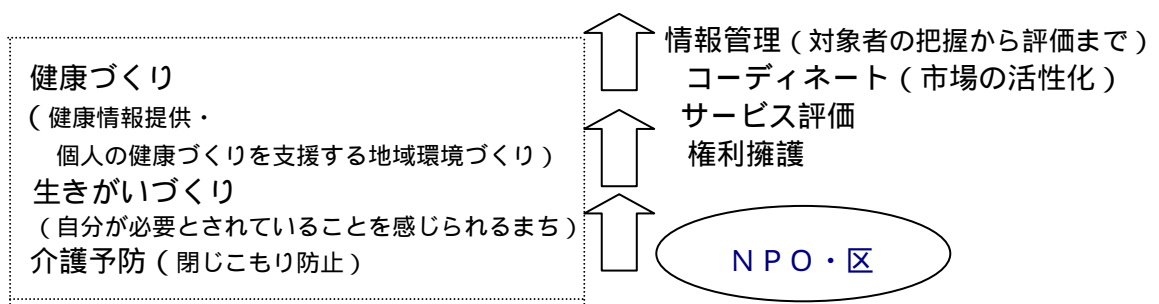 健康づくり
（健康情報提供・
個人の健康づくりを支援する地域環境づくり）
生きがいづくり
（自分が必要とされていることを感じられるまち）
介護予防（閉じこもり防止）
情報管理（対象者の把握から評価まで）
コーディネート（市場の活性化）
サービス評価
権利擁護
ＮＰＯ・区